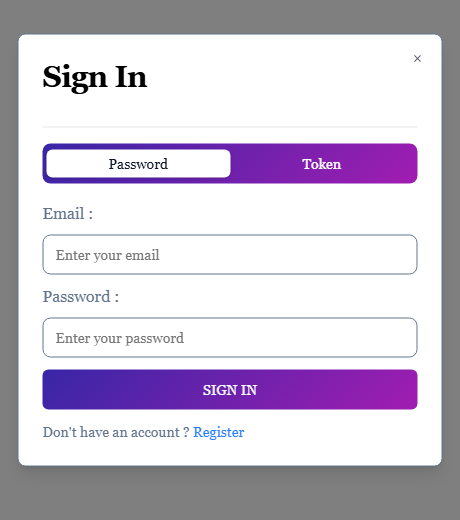 ×
Sign In
Password Token
Email :
Enter your email
Password :
Enter your password
SIGN IN
Don't have an account ? Register